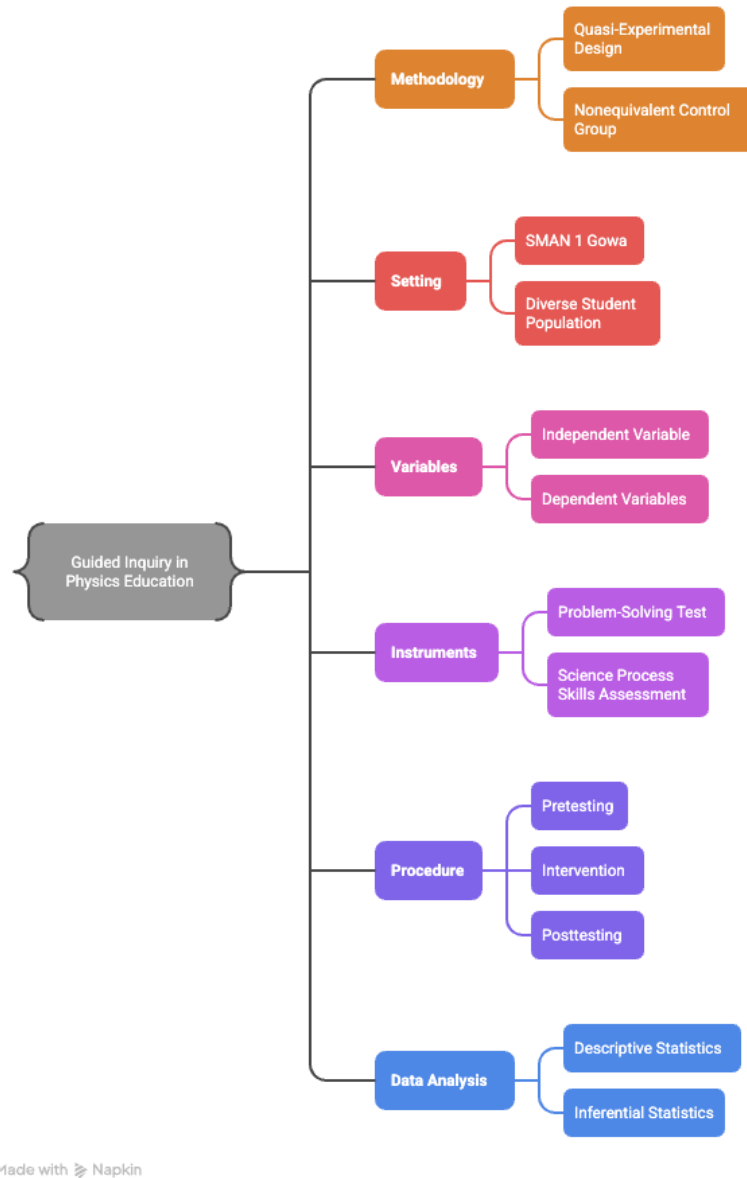 Quasi-Experimental
Design
Methodology
Nonequivalent Control
Group
SMAN 1 Gowa
Setting
Diverse Student
Population
Independent Variable
Variables
Dependent Variables
Guided Inquiry in
Physics Education
Problem-Solving Test
Instruments
Science Process
Skills Assessment
Pretesting
Procedure
Intervention
Posttesting
Descriptive Statistics
Data Analysis
Inferential Statistics
Made with Napkin